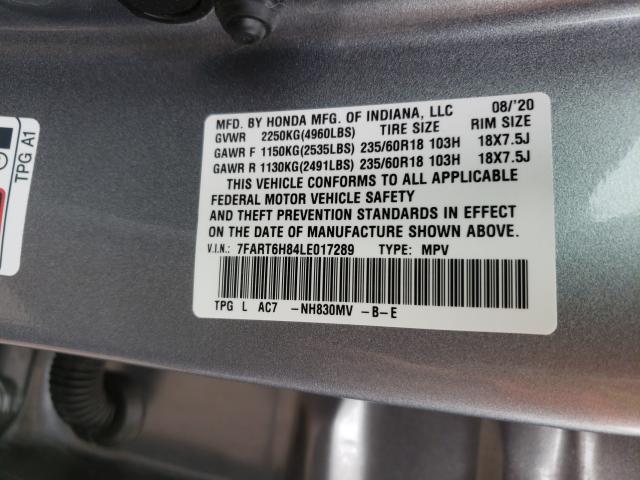 TPG A1
MFD. BY HONDA MFG. OF INDIANA, LLC 08/'20
GVWR 2250KG(4960LBS) TIRE SIZE RIM SIZE
GAWR F 1150KG(2535LBS) 235/60R18 103H 18X7.5J
GAWR R 1130KG(2491LBS) 235/60R18 103H 18X7.5J
THIS VEHICLE CONFORMS TO ALL APPLICABLE
FEDERAL MOTOR VEHICLE SAFETY
AND THEFT PREVENTION STANDARDS IN EFFECT
ON THE DATE OF MANUFACTURE SHOWN ABOVE.
V.I.N.: 7FART6H84LE017289 TYPE: MPV
TPG L AC7 -NH830MV -B-E